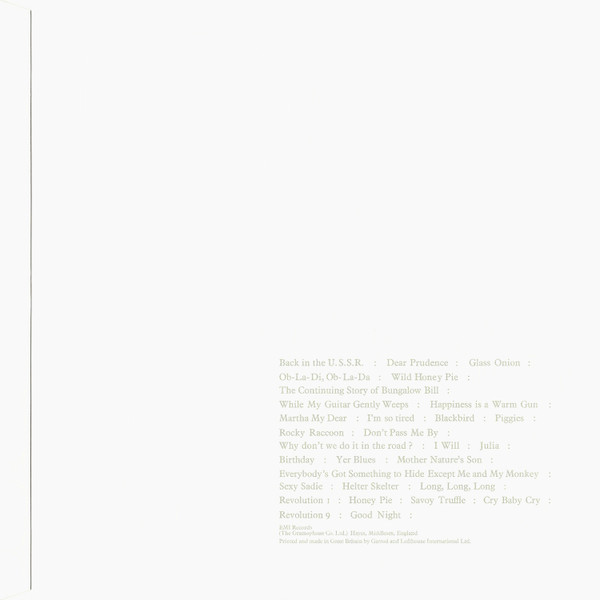 Back in the U.S.S.R. : Dear Prudence : Glass Onion :
Ob-La-Di, Ob-La-Da : Wild Honey Pie :
The Continuing Story of Bungalow Bill :
While My Guitar Gently Weeps : Happiness is a Warm Gun :
Martha My Dear : I'm so tired : Blackbird : Piggies :
Rocky Raccoon : Don't Pass Me By :
Why don't we do it in the road? : I Will : Julia :
Birthday : Yer Blues : Mother Nature's Son :
Everybody's Got Something to Hide Except Me and My Monkey :
Sexy Sadie : Helter Skelter : Long, Long, Long :
Revolution 1 : Honey Pie : Savoy Truffle : Cry Baby Cry :
Revolution 9 : Good Night :
EMI Records
(The Gramophone Co. Ltd.) Hayes, Middlesex, England
Printed and made in Great Britain by Garrod and Lofthouse International Ltd.